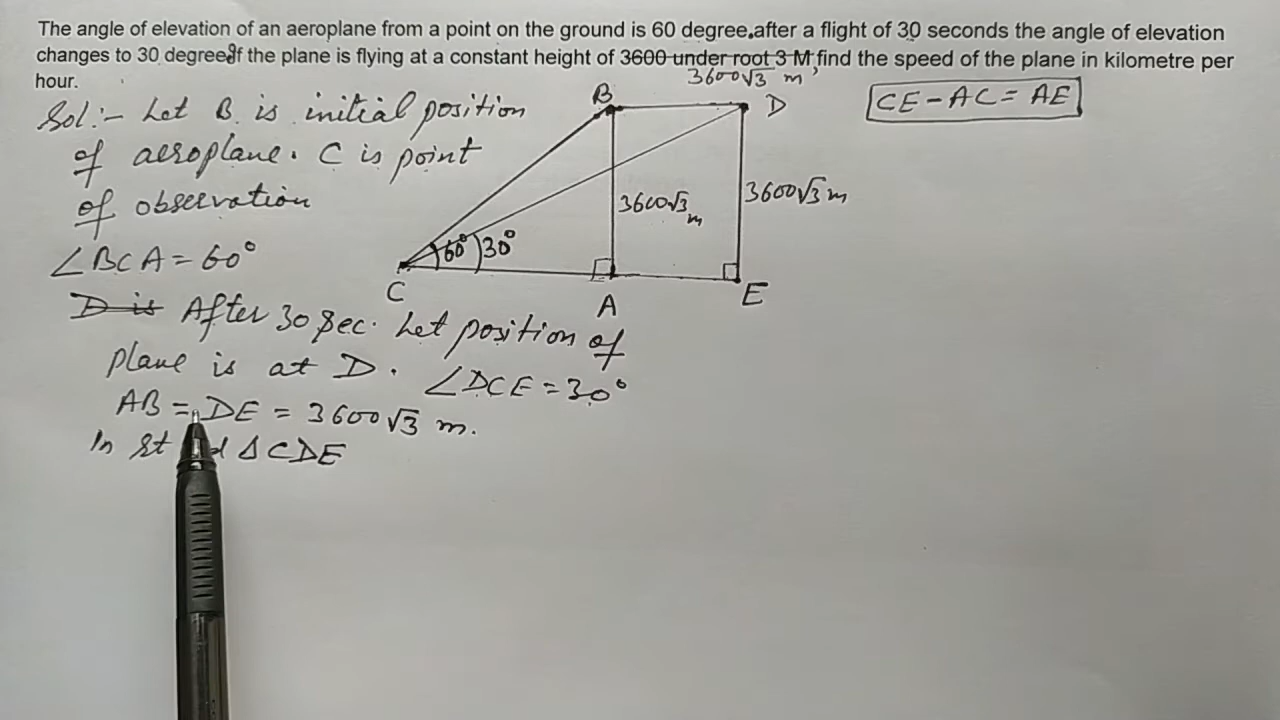 The angle of elevation of an aeroplane from a point on the ground is 60 degree,after a flight of 30 seconds the angle of elevation
changes to 30 degree If the plane is flying at a constant height of 3600 under root 3 M find the speed of the plane in kilometre per
hour.
3600√3 m,
Sol:- Let B is initial position
of aeroplane. C is point
of observation
∠BCA = 60°
D is After 30 sec. Let position of
plane is at D. ∠DCE = 30°
AB = DE = 3600√3 m.
In rt d △CDE
B
D
CE - AC = AE
3600√3 m
3600√3 m
60° 30°
C
A
E